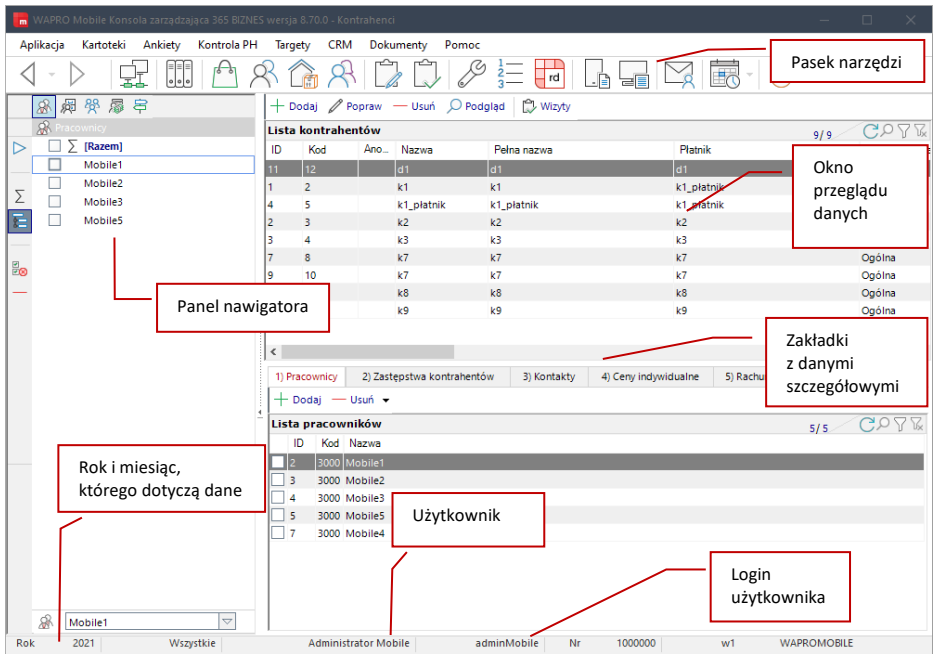 WAPRO Mobile Konsola zarządzająca 365 BIZNES wersja 8.70.0 - Kontrahenci
Aplikacja Kartoteki Ankiety Kontrola PH Targety CRM Dokumenty Pomoc
Pasek narzędzi
rd
Dodaj Popraw Usuń Podgląd Wizyty
Pracownicy
Lista kontrahentów 9/9
ID Kod Ano... Nazwa Pełna nazwa Płatnik
[Razem]
Mobile1
Mobile2
Mobile3
Mobile5
11 12 d1 d1 d1
1 2 k1 k1 k1_płatnik
4 5 k1_płatnik k1_płatnik k1_płatnik
2 3 k2 k2 k2
3 4 k3 k3 k3
7 8 k7 k7 k7 Ogólna
9 10 k7 k7 k7 Ogólna
k8 k8 k8 Ogólna
k9 k9 k9 Ogólna
Okno
przeglądu
danych
Panel nawigatora
Zakładki
z danymi
szczegółowymi
1) Pracownicy 2) Zastępstwa kontrahentów 3) Kontakty 4) Ceny indywidualne 5) Rachu
Dodaj Usuń
Lista pracowników 5/5
ID Kod Nazwa
2 3000 Mobile1
3 3000 Mobile2
4 3000 Mobile3
5 3000 Mobile5
7 3000 Mobile4
Rok i miesiąc,
którego dotyczą dane
Użytkownik
Login
użytkownika
Mobile1
Rok 2021 Wszystkie Administrator Mobile adminMobile Nr 1000000 w1 WAPROMOBILE